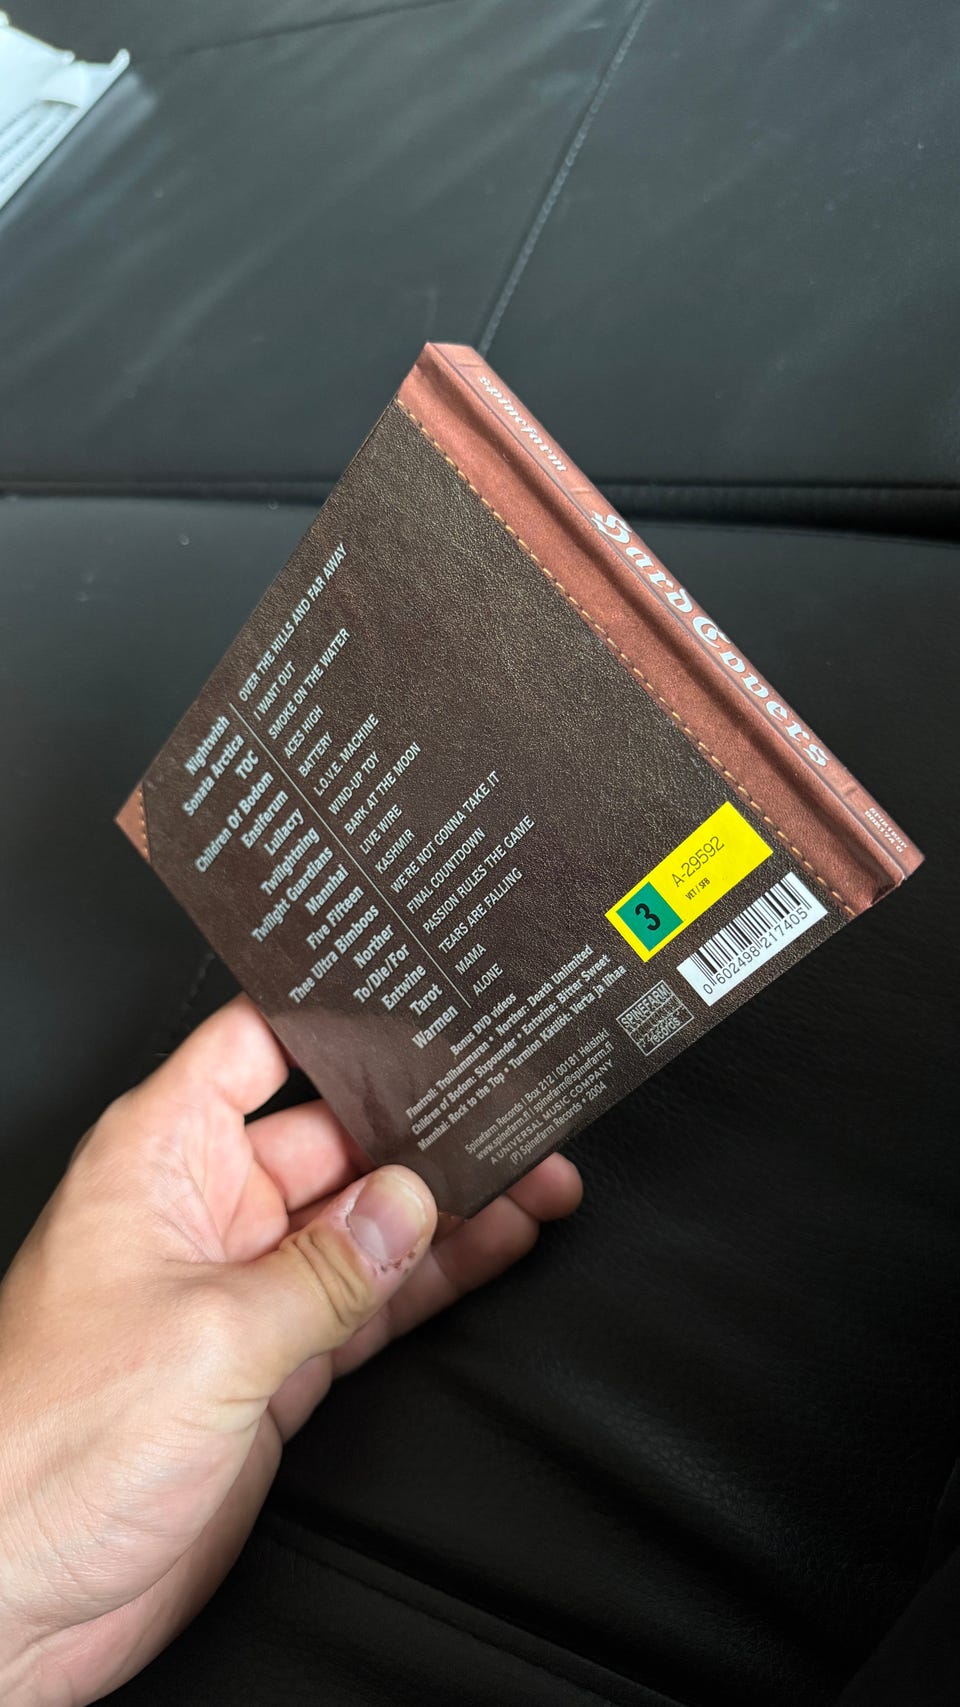 spinefarm
HardCovers
Nightwish OVER THE HILLS AND FAR AWAY
Sonata Arctica I WANT OUT
TOC SMOKE ON THE WATER
Children Of Bodom ACES HIGH
Ensiferum BATTERY
Lullacry L.O.V.E. MACHINE
Twilightning WIND-UP TOY
Twilight Guardians BARK AT THE MOON
Mannhai LIVE WIRE
Five Fifteen KASHMIR
Thee Ultra Bimboos WE'RE NOT GONNA TAKE IT
Norther FINAL COUNTDOWN
To/Die/For PASSION RULES THE GAME
Entwine TEARS ARE FALLING
Tarot MAMA
Warmen ALONE
Bonus DVD videos
Finntroll: Trollhammaren • Norther: Death Unlimited
Children of Bodom: Sixpounder • Entwine: Bitter Sweet
Mannhai: Rock to the Top • Turmion Kätilöt: Verta Ja Lihaa
Spinefarm Records | Box 212 | 00181 Helsinki
www.spinefarm.fi | spinefarm@spinefarm.fi
A UNIVERSAL MUSIC COMPANY
(P) Spinefarm Records • 2004
SPINEFARM
records
3
A-29592
VET / SFB
0 602498 217405